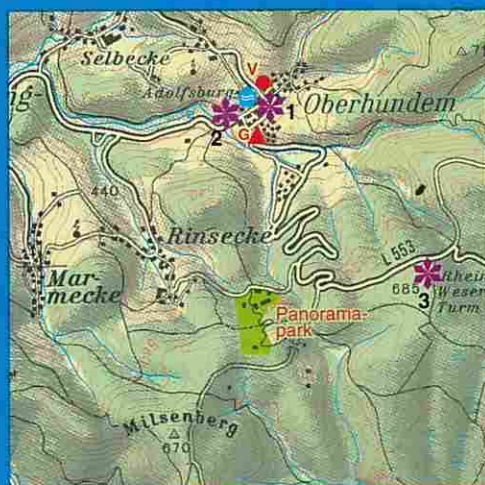 Selbecke
V
Adolfsburg
ng-
1
Oberhundem
2
G
440
Rinsecke
L 553
Mar-
mecke
685
Rhein
Weser
Turm
3
Panorama-
park
Milsenberg
670